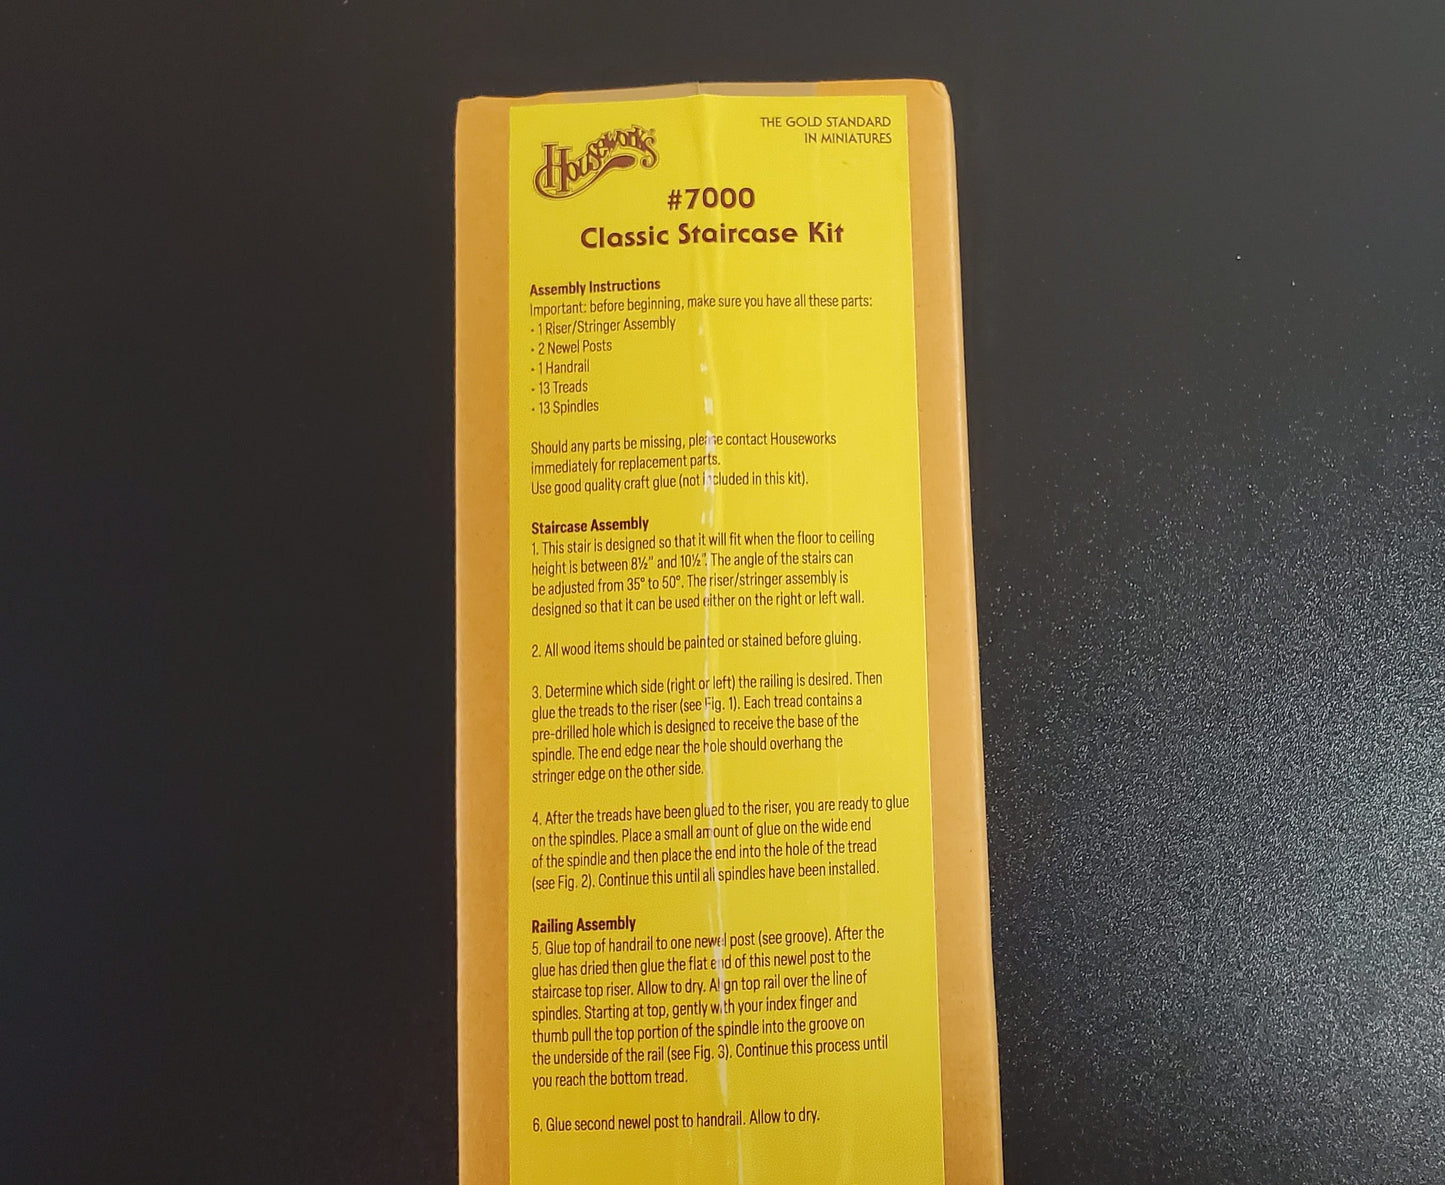 Houseworks®
THE GOLD STANDARD
IN MINIATURES
#7000
Classic Staircase Kit
Assembly Instructions
Important: before beginning, make sure you have all these parts:
• 1 Riser/Stringer Assembly
• 2 Newel Posts
• 1 Handrail
• 13 Treads
• 13 Spindles
Should any parts be missing, please contact Houseworks
immediately for replacement parts.
Use good quality craft glue (not included in this kit).
Staircase Assembly
1. This stair is designed so that it will fit when the floor to ceiling
height is between 8½" and 10½". The angle of the stairs can
be adjusted from 35° to 50°. The riser/stringer assembly is
designed so that it can be used either on the right or left wall.
2. All wood items should be painted or stained before gluing.
3. Determine which side (right or left) the railing is desired. Then
glue the treads to the riser (see Fig. 1). Each tread contains a
pre-drilled hole which is designed to receive the base of the
spindle. The end edge near the hole should overhang the
stringer edge on the other side.
4. After the treads have been glued to the riser, you are ready to glue
on the spindles. Place a small amount of glue on the wide end
of the spindle and then place the end into the hole of the tread
(see Fig. 2). Continue this until all spindles have been installed.
Railing Assembly
5. Glue top of handrail to one newel post (see groove). After the
glue has dried then glue the flat end of this newel post to the
staircase top riser. Allow to dry. Align top rail over the line of
spindles. Starting at top, gently with your index finger and
thumb pull the top portion of the spindle into the groove on
the underside of the rail (see Fig. 3). Continue this process until
you reach the bottom tread.
6. Glue second newel post to handrail. Allow to dry.